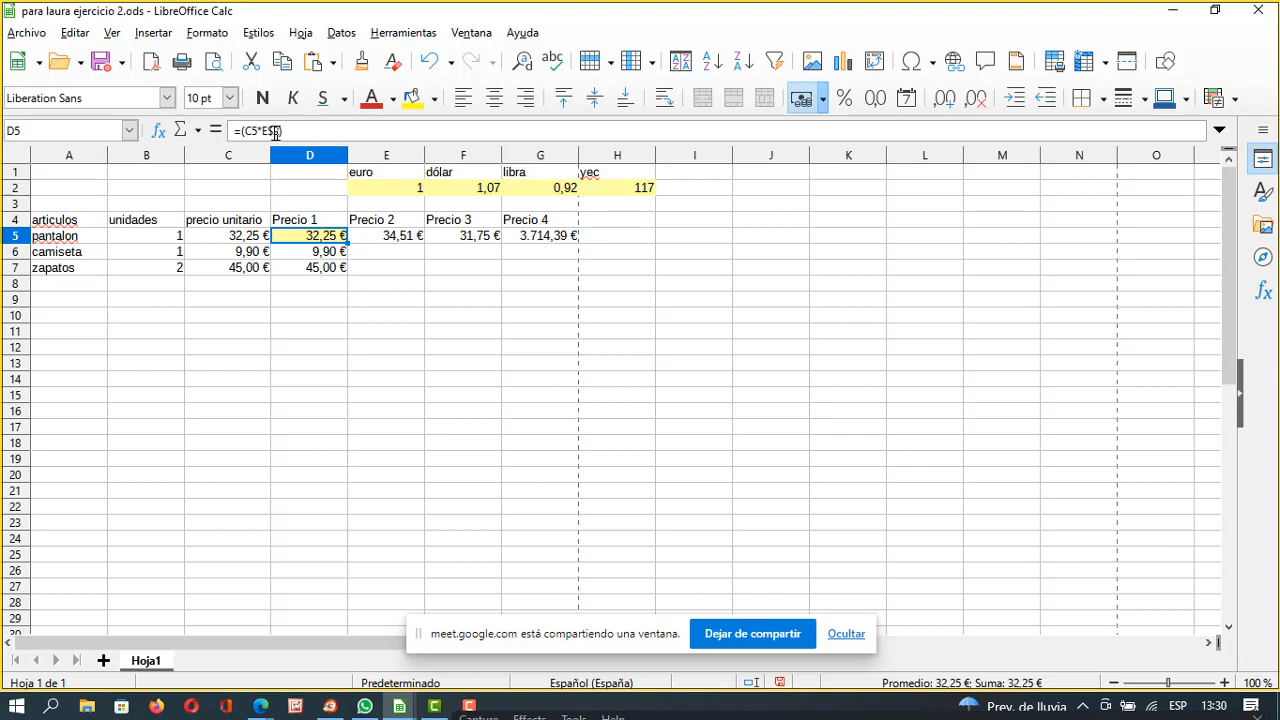 para laura ejercicio 2.ods - LibreOffice Calc
Archivo Editar Ver Insertar Formato Estilos Hoja Datos Herramientas Ventana Ayuda
Liberation Sans 10 pt N K S A
D5 fx Σ =
A B C D E F G H I J K L M N O
1 euro dólar libra yec
2 1 1,07 0,92 117
3
4 articulos unidades precio unitario Precio 1 Precio 2 Precio 3 Precio 4
5 pantalon 1 32,25 € 32,25 € 34,51 € 31,75 € 3.714,39 €
6 camiseta 1 9,90 € 9,90 €
7 zapatos 2 45,00 € 45,00 €
8
9
10
11
12
13
14
15
16
17
18
19
20
21
22
23
24
25
26
27
28
29
meet.google.com está compartiendo una ventana. Dejar de compartir Ocultar
Hoja1
Hoja 1 de 1 Predeterminado Español (España) Promedio: 32,25 €; Suma: 32,25 € 100 %
Prev. de lluvia ESP 13:30
Capture Effects Tools Help